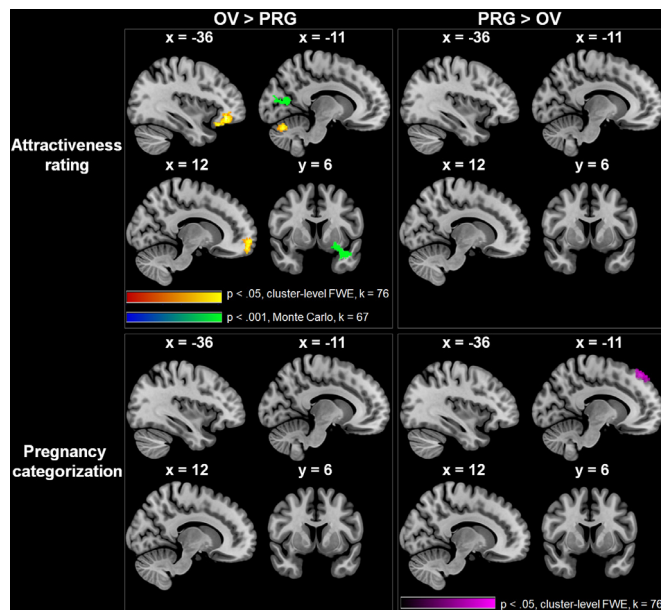 OV > PRG
PRG > OV
x = -36
x = -11
x = -36
x = -11
Attractiveness
rating
x = 12
y = 6
x = 12
y = 6
p < .05, cluster-level FWE, k = 76
p < .001, Monte Carlo, k = 67
x = -36
x = -11
x = -36
x = -11
Pregnancy
categorization
x = 12
y = 6
x = 12
y = 6
p < .05, cluster-level FWE, k = 76